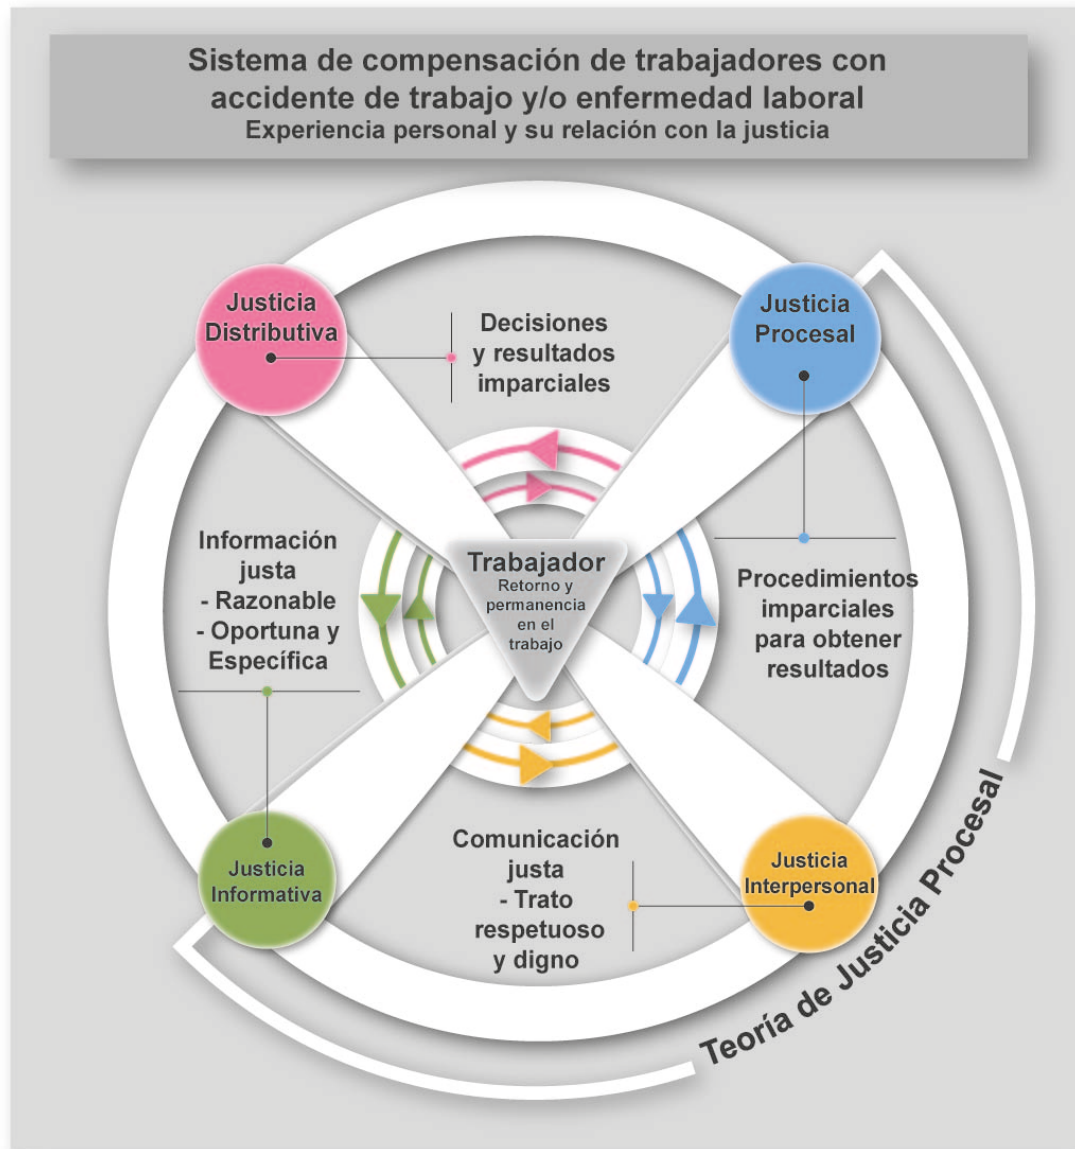 Sistema de compensación de trabajadores con
accidente de trabajo y/o enfermedad laboral
Experiencia personal y su relación con la justicia
Justicia
Distributiva
Decisiones
y resultados
imparciales
Justicia
Procesal
Información
justa
- Razonable
- Oportuna y
Específica
Trabajador
Retorno y
permanencia
en el
trabajo
Procedimientos
imparciales
para obtener
resultados
Justicia
Informativa
Comunicación
justa
- Trato
respetuoso
y digno
Justicia
Interpersonal
Teoría de Justicia Procesal